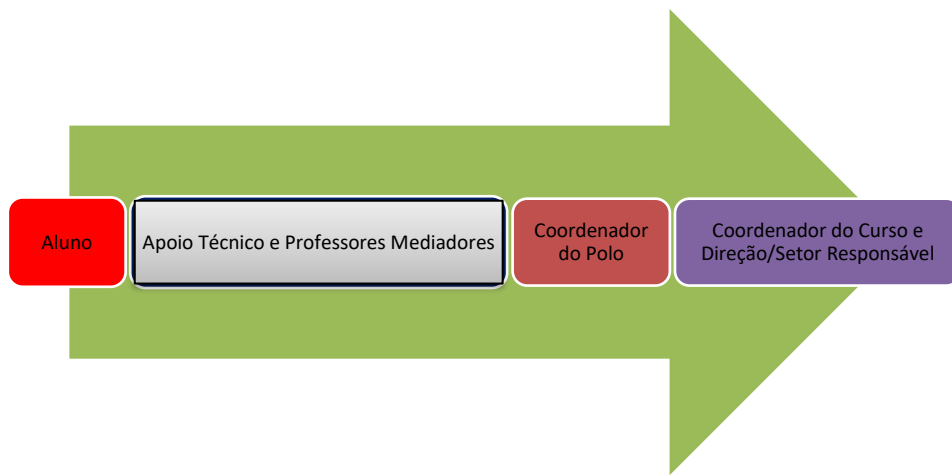 Aluno
Apoio Técnico e Professores Mediadores
Coordenador
do Polo
Coordenador do Curso e
Direção/Setor Responsável